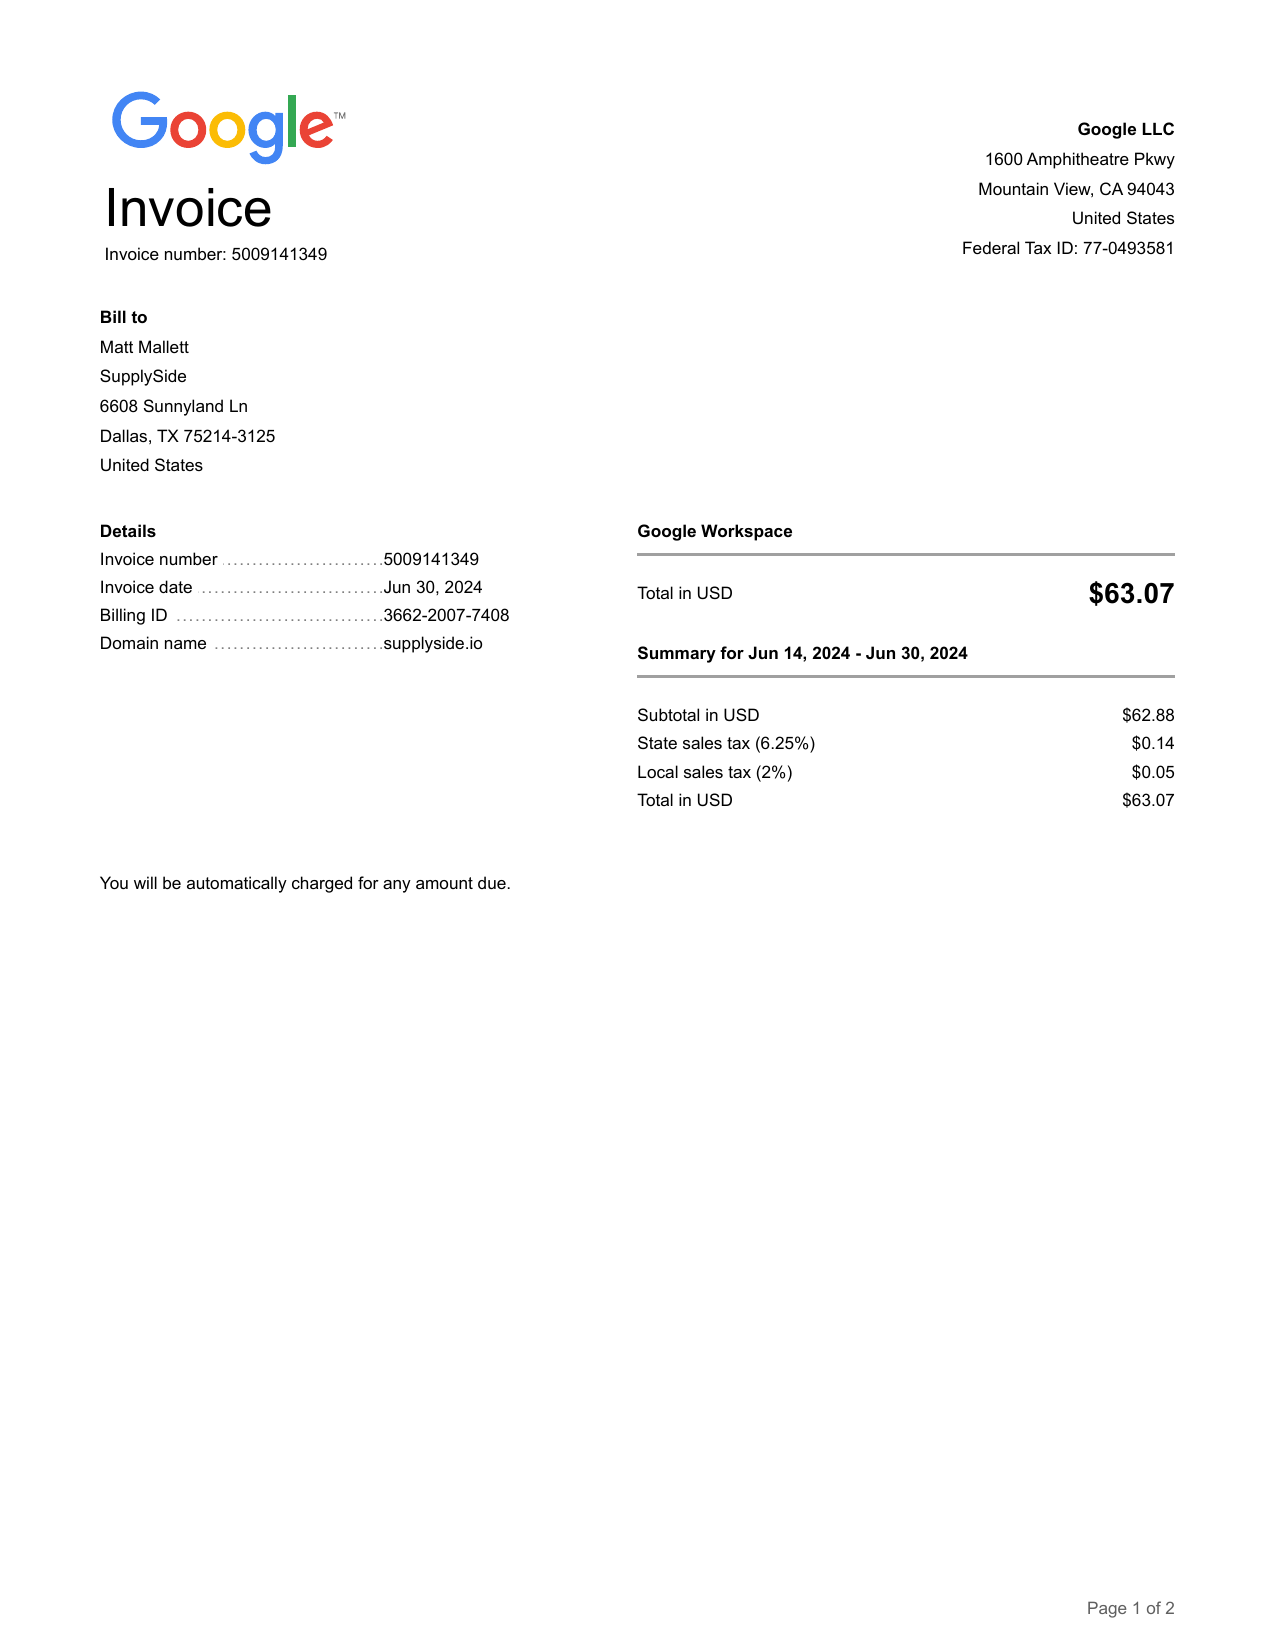 Google™
Invoice
Invoice number: 5009141349
Google LLC
1600 Amphitheatre Pkwy
Mountain View, CA 94043
United States
Federal Tax ID: 77-0493581
Bill to
Matt Mallett
SupplySide
6608 Sunnyland Ln
Dallas, TX 75214-3125
United States
Details
Invoice number ..........................5009141349
Invoice date .............................Jun 30, 2024
Billing ID .................................3662-2007-7408
Domain name ...........................supplyside.io
Google Workspace
Total in USD $63.07
Summary for Jun 14, 2024 - Jun 30, 2024
Subtotal in USD $62.88
State sales tax (6.25%) $0.14
Local sales tax (2%) $0.05
Total in USD $63.07
You will be automatically charged for any amount due.
Page 1 of 2